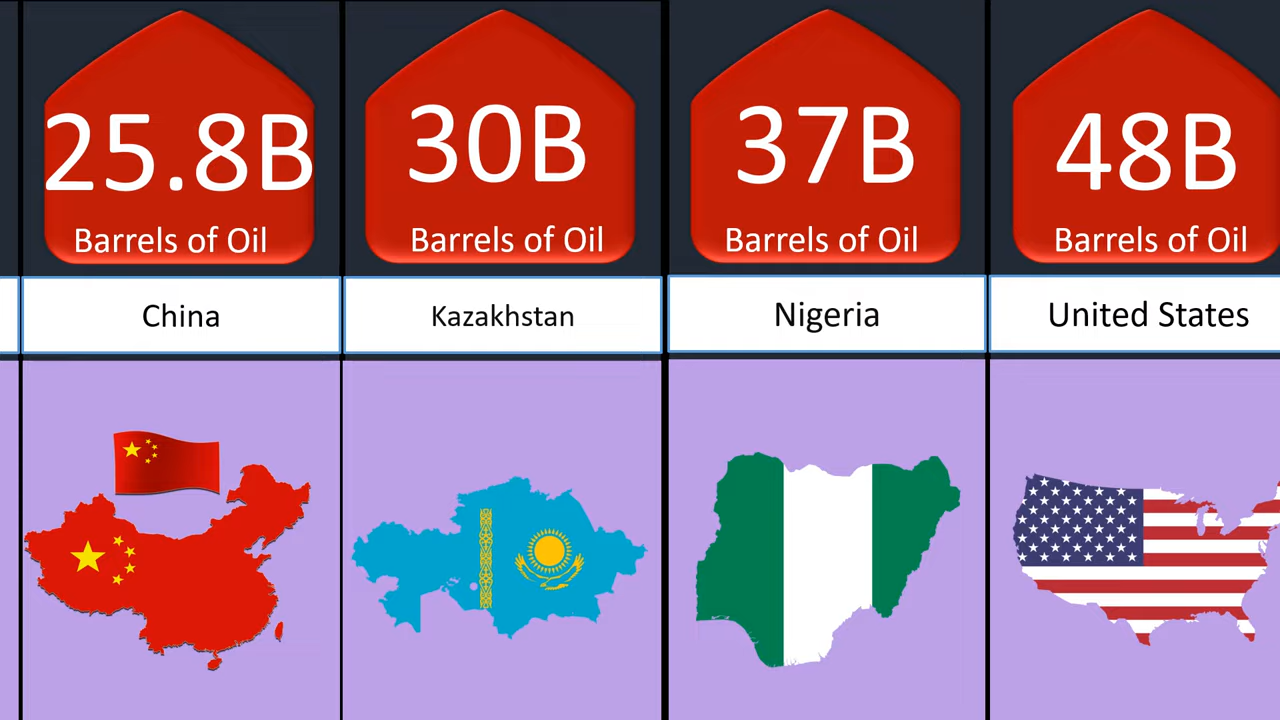 25.8B
Barrels of Oil
China
30B
Barrels of Oil
Kazakhstan
37B
Barrels of Oil
Nigeria
48B
Barrels of Oil
United States